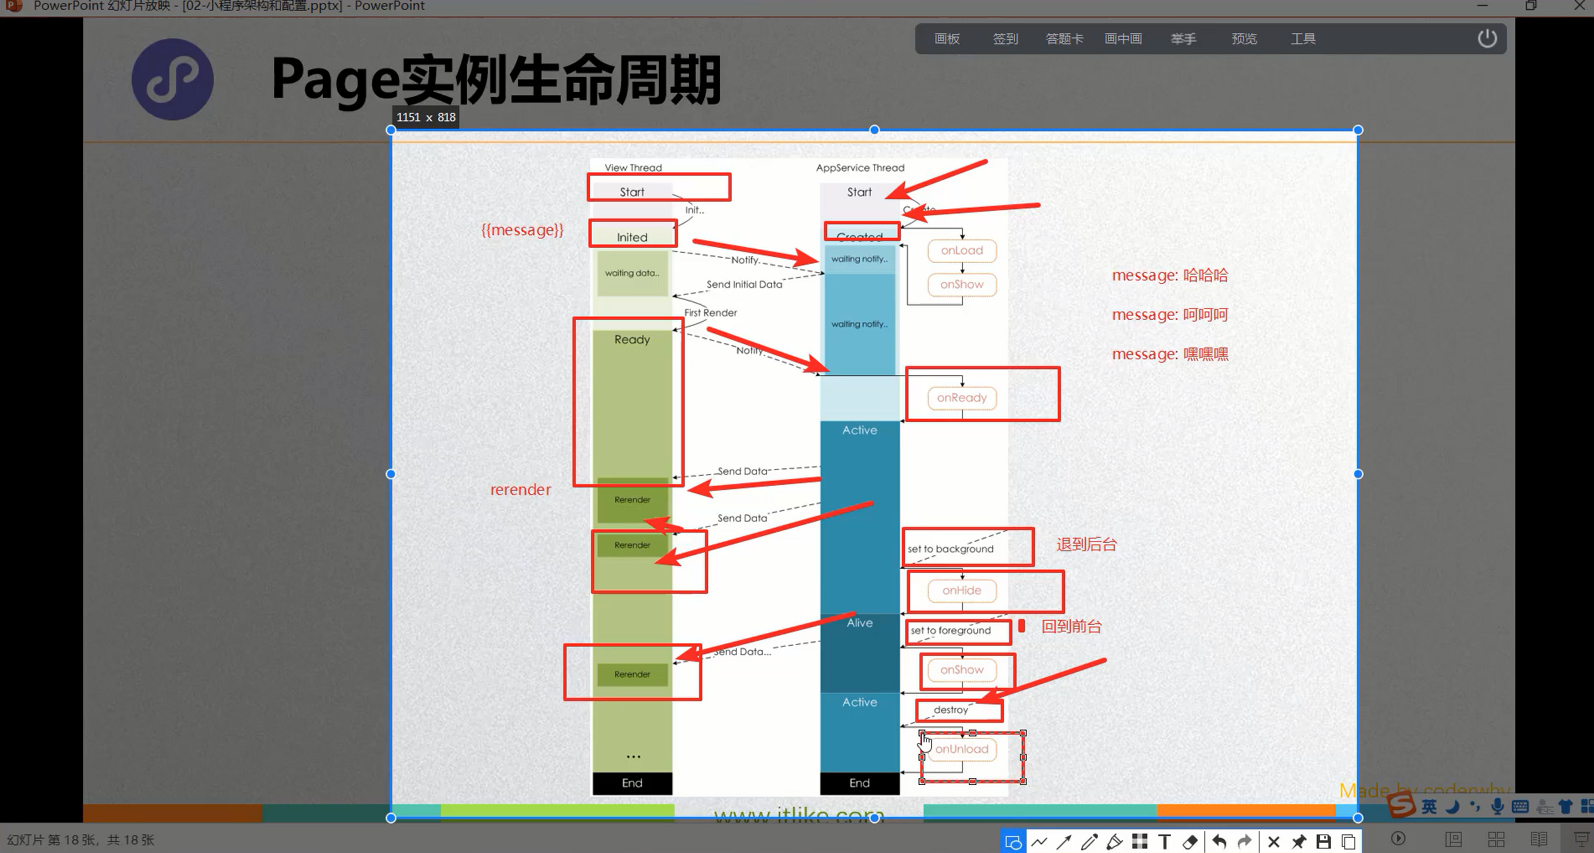 PowerPoint 幻灯片放映 - [02-小程序架构和配置.pptx] - PowerPoint
画板 签到 答题卡 画中画 举手 预览 工具
Page实例生命周期
1151 x 818
View Thread
AppService Thread
Start
Start
Init..
Create
{{message}}
Inited
Created
onLoad
Notify
waiting notify..
waiting data..
message: 哈哈哈
Send Initial Data
onShow
First Render
message: 呵呵呵
waiting notify..
Ready
Notify
message: 嘿嘿嘿
onReady
Active
Send Data
rerender
Rerender
Send Data
Rerender
set to background
退到后台
onHide
Alive
set to foreground
回到前台
Send Data...
onShow
Rerender
Active
destroy
onUnload
...
End
End
Made by coderwhy
www.itlike.com
英
幻灯片 第 18 张，共 18 张
T